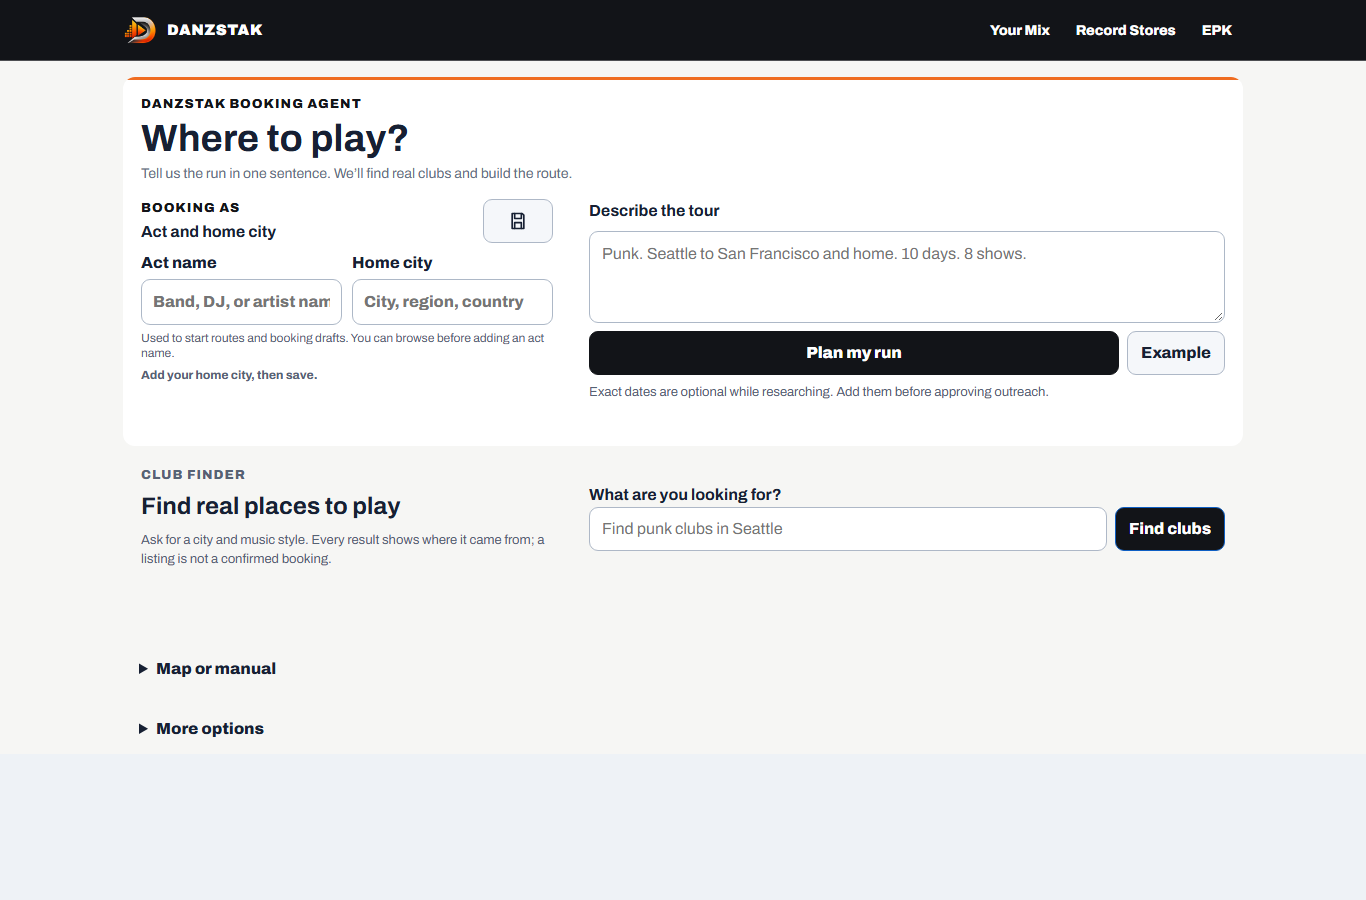 DANZSTAK
Your Mix
Record Stores
EPK
DANZSTAK BOOKING AGENT
Where to play?
Tell us the run in one sentence. We'll find real clubs and build the route.
BOOKING AS
Act and home city
Act name
Home city
Band, DJ, or artist nam
City, region, country
Used to start routes and booking drafts. You can browse before adding an act
name.
Add your home city, then save.
Describe the tour
Punk. Seattle to San Francisco and home. 10 days. 8 shows.
Plan my run
Example
Exact dates are optional while researching. Add them before approving outreach.
CLUB FINDER
Find real places to play
Ask for a city and music style. Every result shows where it came from; a
listing is not a confirmed booking.
What are you looking for?
Find punk clubs in Seattle
Find clubs
Map or manual
More options